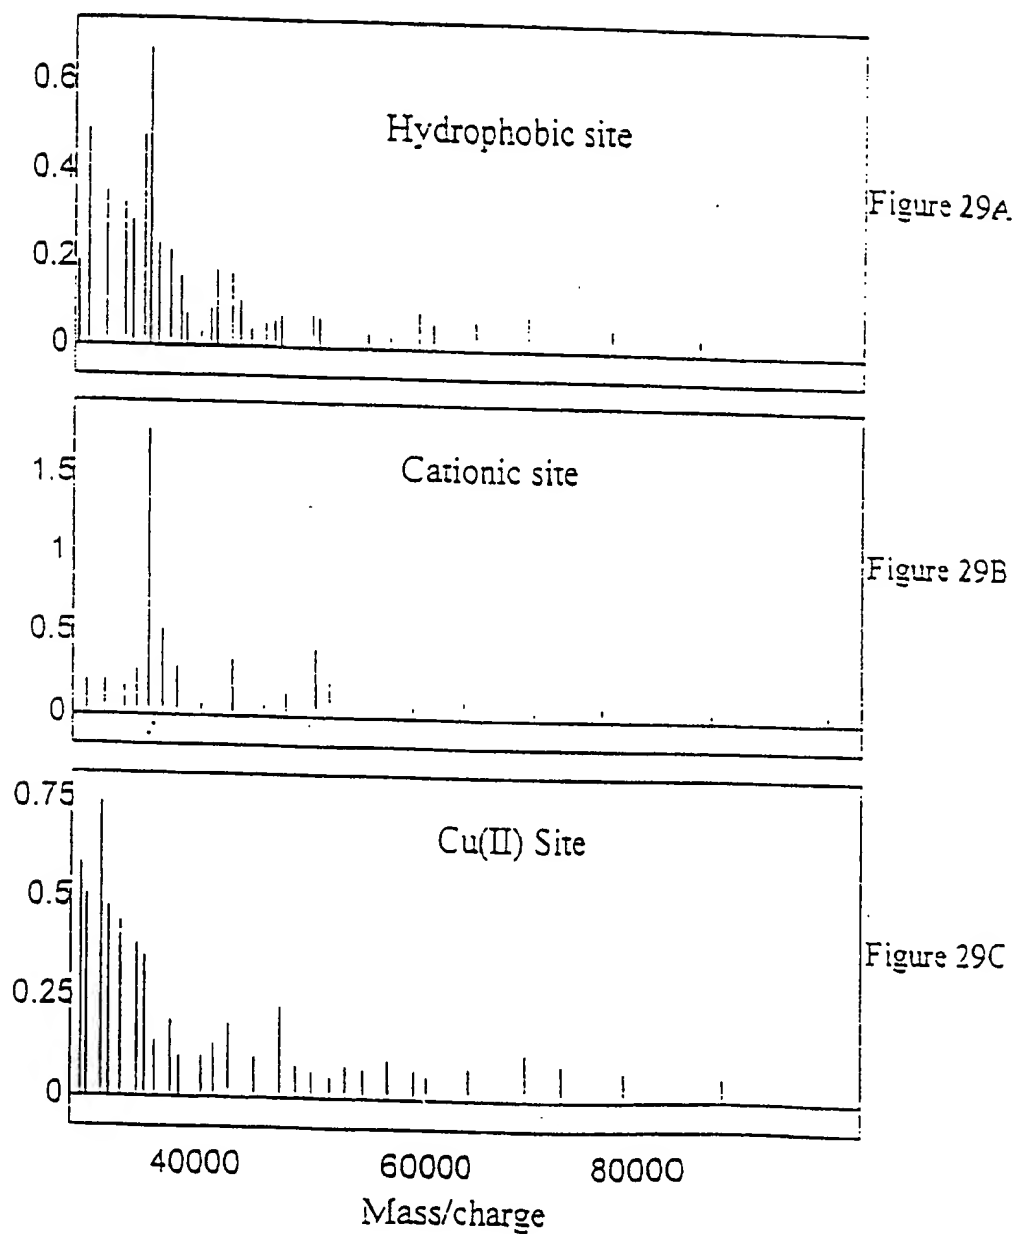 0.6
0.4
0.2
0
Hydrophobic site
Figure 29A
1.5
1
0.5
0
Cationic site
Figure 29B
0.75
0.5
0.25
0
Cu(II) Site
Figure 29C
40000 60000 80000
Mass/charge